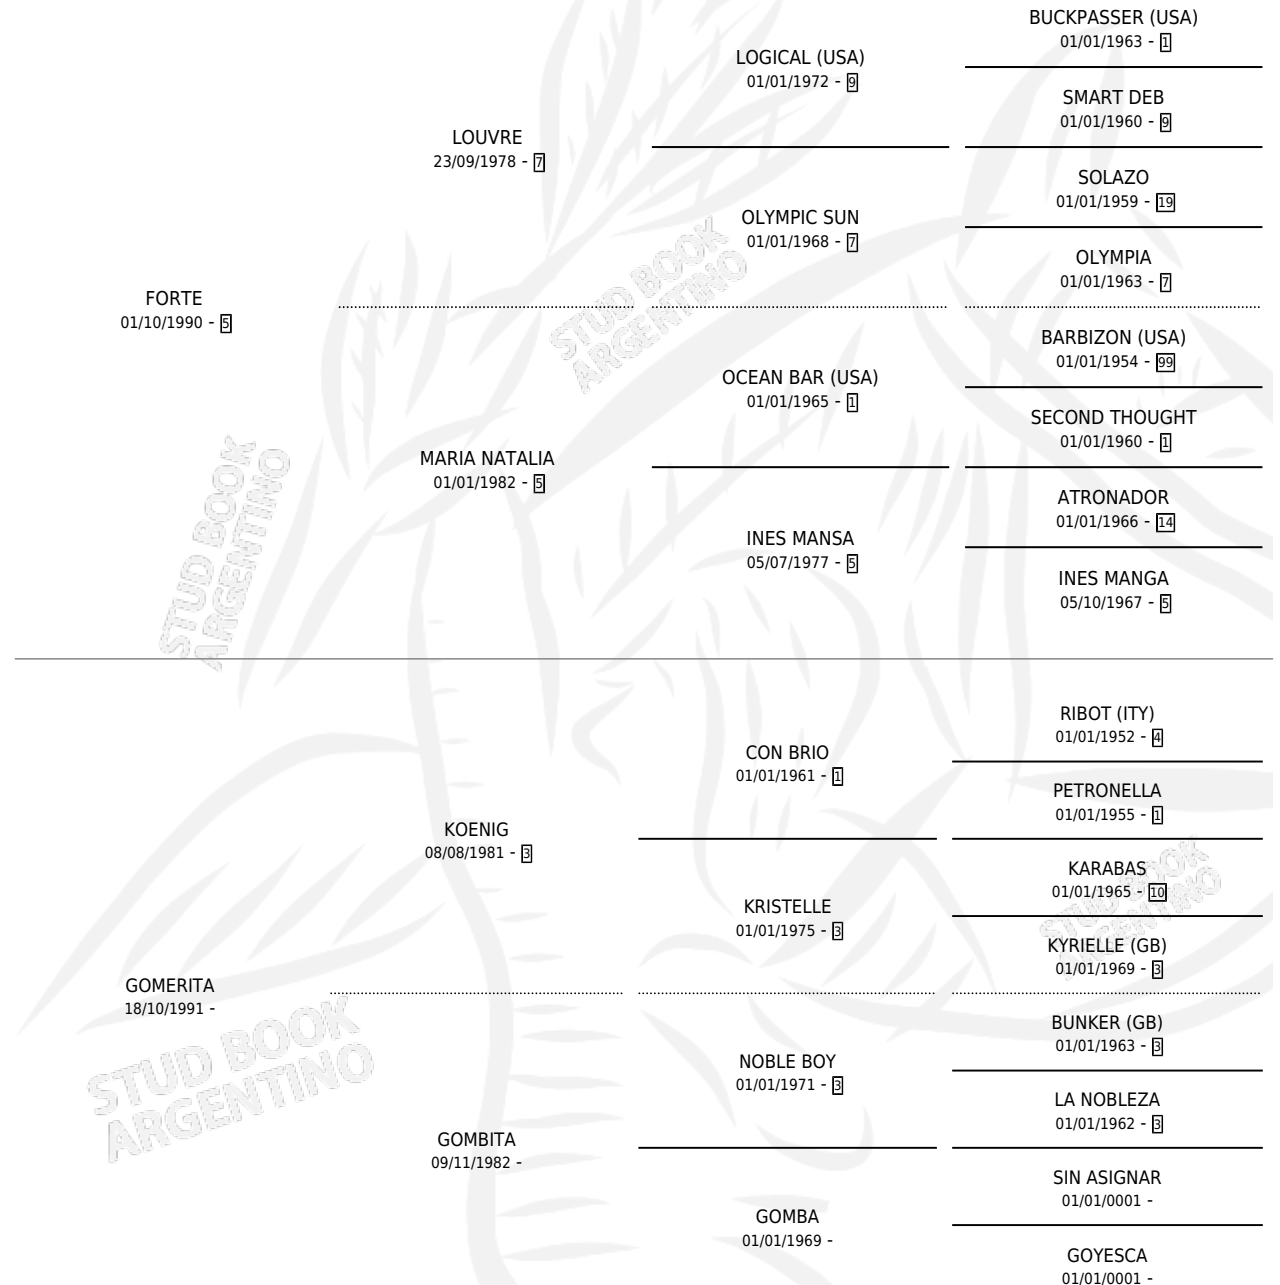 BUCKPASSER (USA)
01/01/1963 - 1
LOGICAL (USA)
01/01/1972 - 9
SMART DEB
01/01/1960 - 9
LOUVRE
23/09/1978 - 7
SOLAZO
01/01/1959 - 19
OLYMPIC SUN
01/01/1968 - 7
OLYMPIA
01/01/1963 - 7
FORTE
01/10/1990 - 5
BARBIZON (USA)
01/01/1954 - 99
OCEAN BAR (USA)
01/01/1965 - 1
SECOND THOUGHT
01/01/1960 - 1
MARIA NATALIA
01/01/1982 - 5
ATRONADOR
01/01/1966 - 14
INES MANSA
05/07/1977 - 5
INES MANGA
05/10/1967 - 5
RIBOT (ITY)
01/01/1952 - 4
CON BRIO
01/01/1961 - 1
PETRONELLA
01/01/1955 - 1
KOENIG
08/08/1981 - 3
KARABAS
01/01/1965 - 10
KRISTELLE
01/01/1975 - 3
KYRIELLE (GB)
01/01/1969 - 3
GOMERITA
18/10/1991 -
BUNKER (GB)
01/01/1963 - 3
NOBLE BOY
01/01/1971 - 3
LA NOBLEZA
01/01/1962 - 3
GOMBITA
09/11/1982 -
SIN ASIGNAR
01/01/0001 -
GOMBA
01/01/1969 -
GOYESCA
01/01/0001 -
STUD BOOK
ARGENTINO
STUD BOOK
ARGENTINO
STUD BOOK
ARGENTINO
STUD BOOK
ARGENTINO